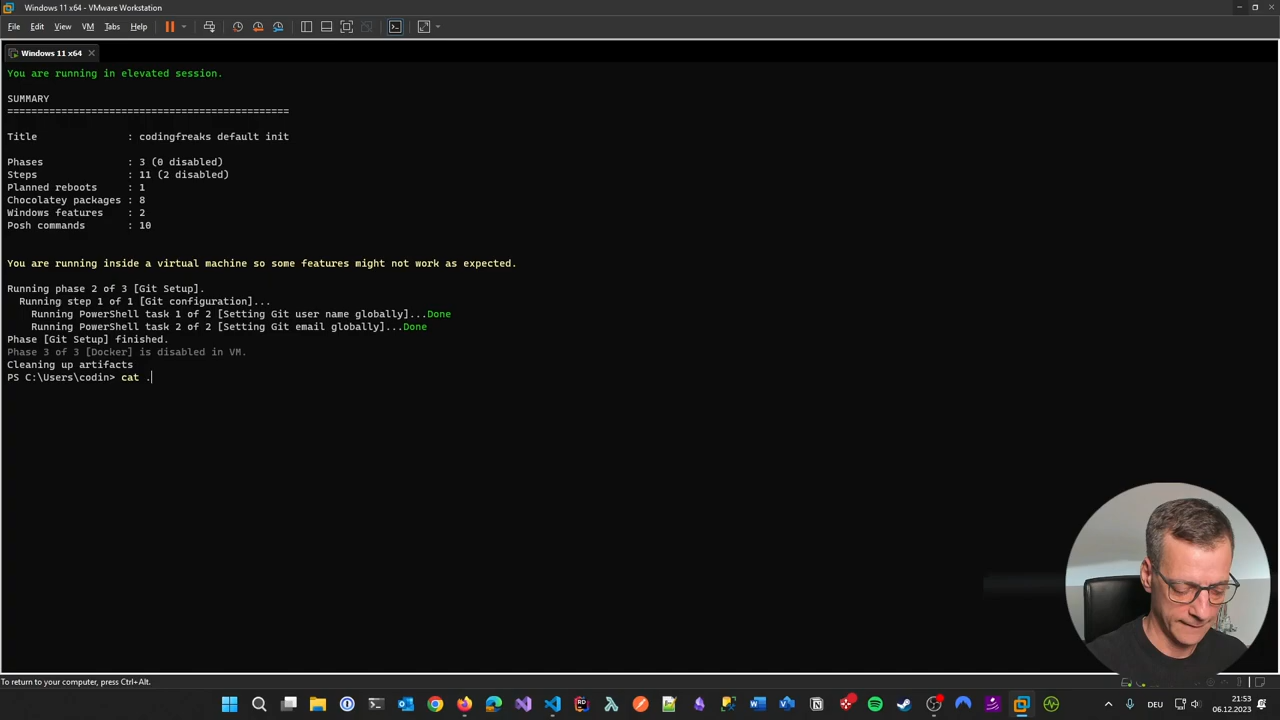 Windows 11 x64 - VMware Workstation
File Edit View VM Tabs Help
Windows 11 x64
You are running in elevated session.
SUMMARY
===============================================
Title : codingfreaks default init
Phases : 3 (0 disabled)
Steps : 11 (2 disabled)
Planned reboots : 1
Chocolatey packages : 8
Windows features : 2
Posh commands : 10
You are running inside a virtual machine so some features might not work as expected.
Running phase 2 of 3 [Git Setup].
Running step 1 of 1 [Git configuration]...
Running PowerShell task 1 of 2 [Setting Git user name globally]...Done
Running PowerShell task 2 of 2 [Setting Git email globally]...Done
Phase [Git Setup] finished.
Phase 3 of 3 [Docker] is disabled in VM.
Cleaning up artifacts
PS C:\Users\codin> cat .
To return to your computer, press Ctrl+Alt.
DEU
21:53
06.12.2023